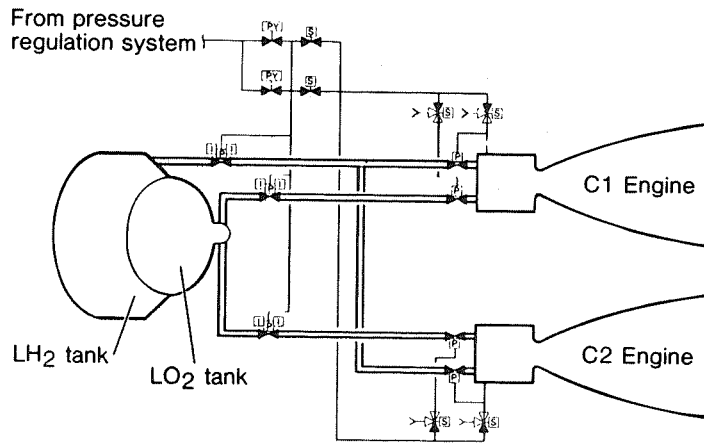 From pressure
regulation system
PY
S
PY
S
S
S
I P I
P
I P I
P
C1 Engine
I P I
P
LH2 tank
LO2 tank
P
C2 Engine
S
S